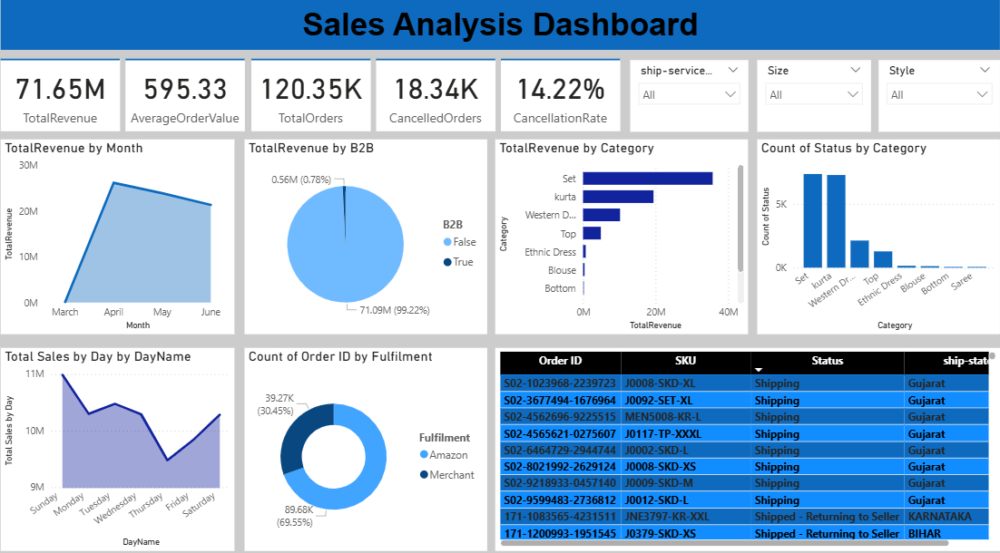 Sales Analysis Dashboard
71.65M
TotalRevenue
595.33
AverageOrderValue
120.35K
TotalOrders
18.34K
CancelledOrders
14.22%
CancellationRate
ship-service...
All
Size
All
Style
All
TotalRevenue by Month
30M
20M
10M
0M
TotalRevenue
March April May June
Month
TotalRevenue by B2B
0.56M (0.78%)
71.09M (99.22%)
B2B
False
True
TotalRevenue by Category
Category
Set
kurta
Western D...
Top
Ethnic Dress
Blouse
Bottom
0M 20M 40M
TotalRevenue
Count of Status by Category
Count of Status
5K
0K
Set kurta Western Dr... Top Ethnic Dress Blouse Bottom Saree
Category
Total Sales by Day by DayName
Total Sales by Day
11M
10M
9M
Sunday Monday Tuesday Wednesday Thursday Friday Saturday
DayName
Count of Order ID by Fulfilment
39.27K
(30.45%)
89.68K
(69.55%)
Fulfilment
Amazon
Merchant
Order ID SKU Status ship-state
S02-1023968-2239723 J0008-SKD-XL Shipping Gujarat
S02-3677494-1676964 J0092-SET-XL Shipping Gujarat
S02-4562696-9225515 MEN5008-KR-L Shipping Gujarat
S02-4565621-0275607 J0117-TP-XXXL Shipping Gujarat
S02-6464729-2944744 J0002-SKD-L Shipping Gujarat
S02-8021992-2629124 J0008-SKD-XS Shipping Gujarat
S02-9218933-0457140 J0009-SKD-M Shipping Gujarat
S02-9599483-2736812 J0012-SKD-L Shipping Gujarat
171-1083565-4231511 JNE3797-KR-XXL Shipped - Returning to Seller KARNATAKA
171-1200993-1951545 J0379-SKD-XS Shipped - Returning to Seller BIHAR